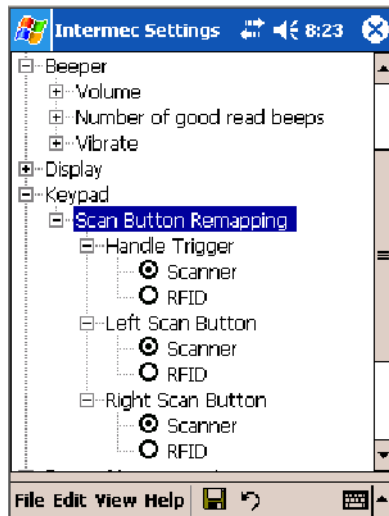 Intermec Settings 8:23
Beeper
Volume
Number of good read beeps
Vibrate
Display
Keypad
Scan Button Remapping
Handle Trigger
Scanner
RFID
Left Scan Button
Scanner
RFID
Right Scan Button
Scanner
RFID
File Edit View Help